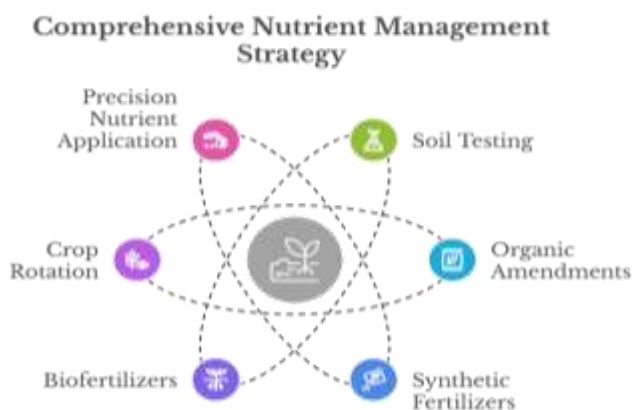 Comprehensive Nutrient Management
Strategy
Precision
Nutrient
Application
Soil Testing
Crop
Rotation
Organic
Amendments
Biofertilizers
Synthetic
Fertilizers